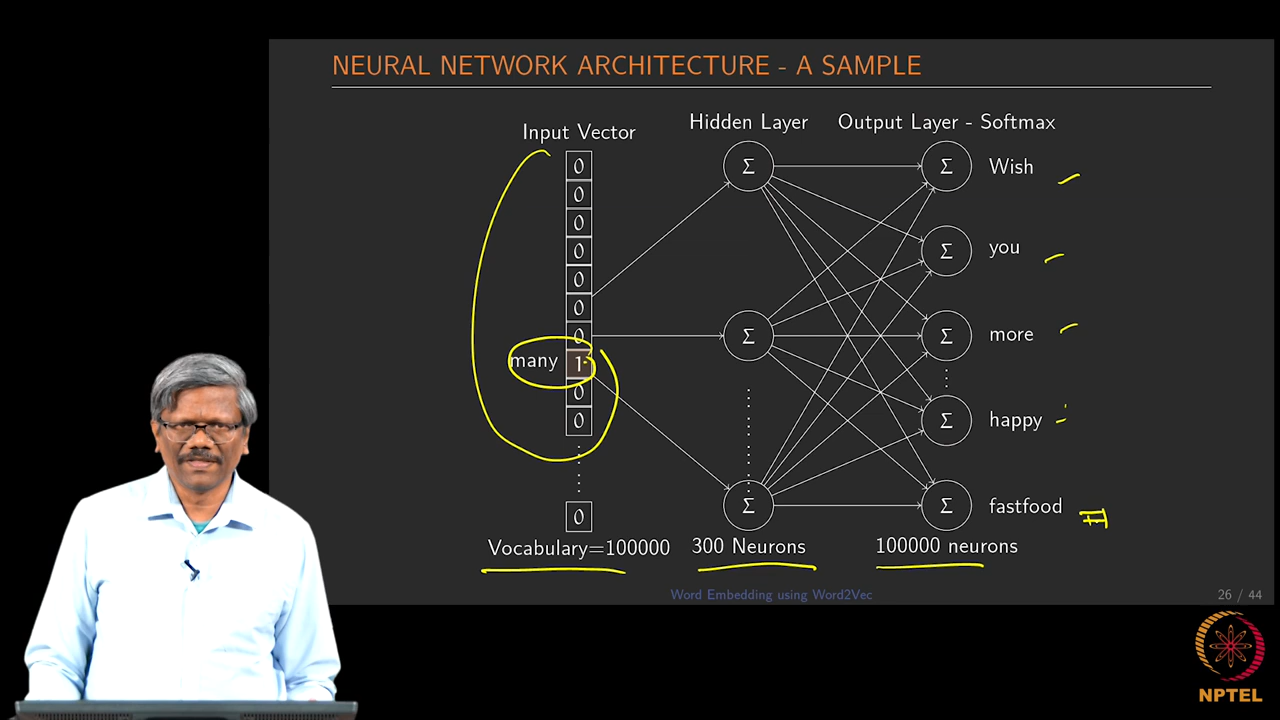 NEURAL NETWORK ARCHITECTURE - A SAMPLE
Input Vector
Hidden Layer
Output Layer - Softmax
0
0
0
0
0
0
0
many 1
0
0
0
Σ
Σ
Σ
Σ Wish
Σ you
Σ more
Σ happy
Σ fastfood
Vocabulary=100000
300 Neurons
100000 neurons
Word Embedding using Word2Vec
26 / 44
NPTEL